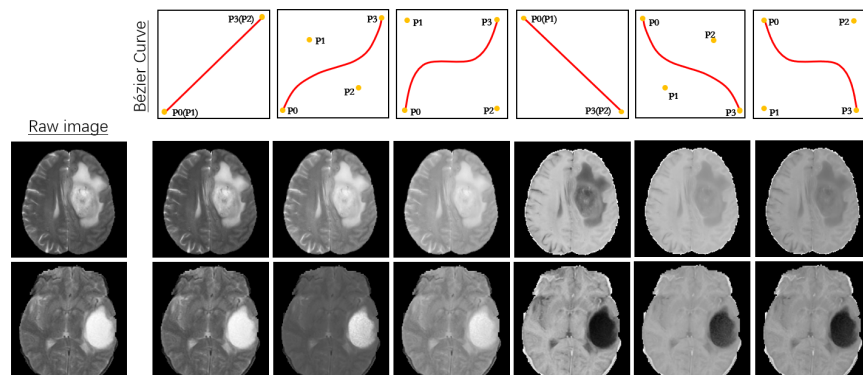 Bézier Curve
P3(P2)
P0(P1)
P3
P1
P2
P0
P1
P3
P0
P2
P0(P1)
P3(P2)
P0
P2
P1
P3
P0
P2
P1
P3
Raw image